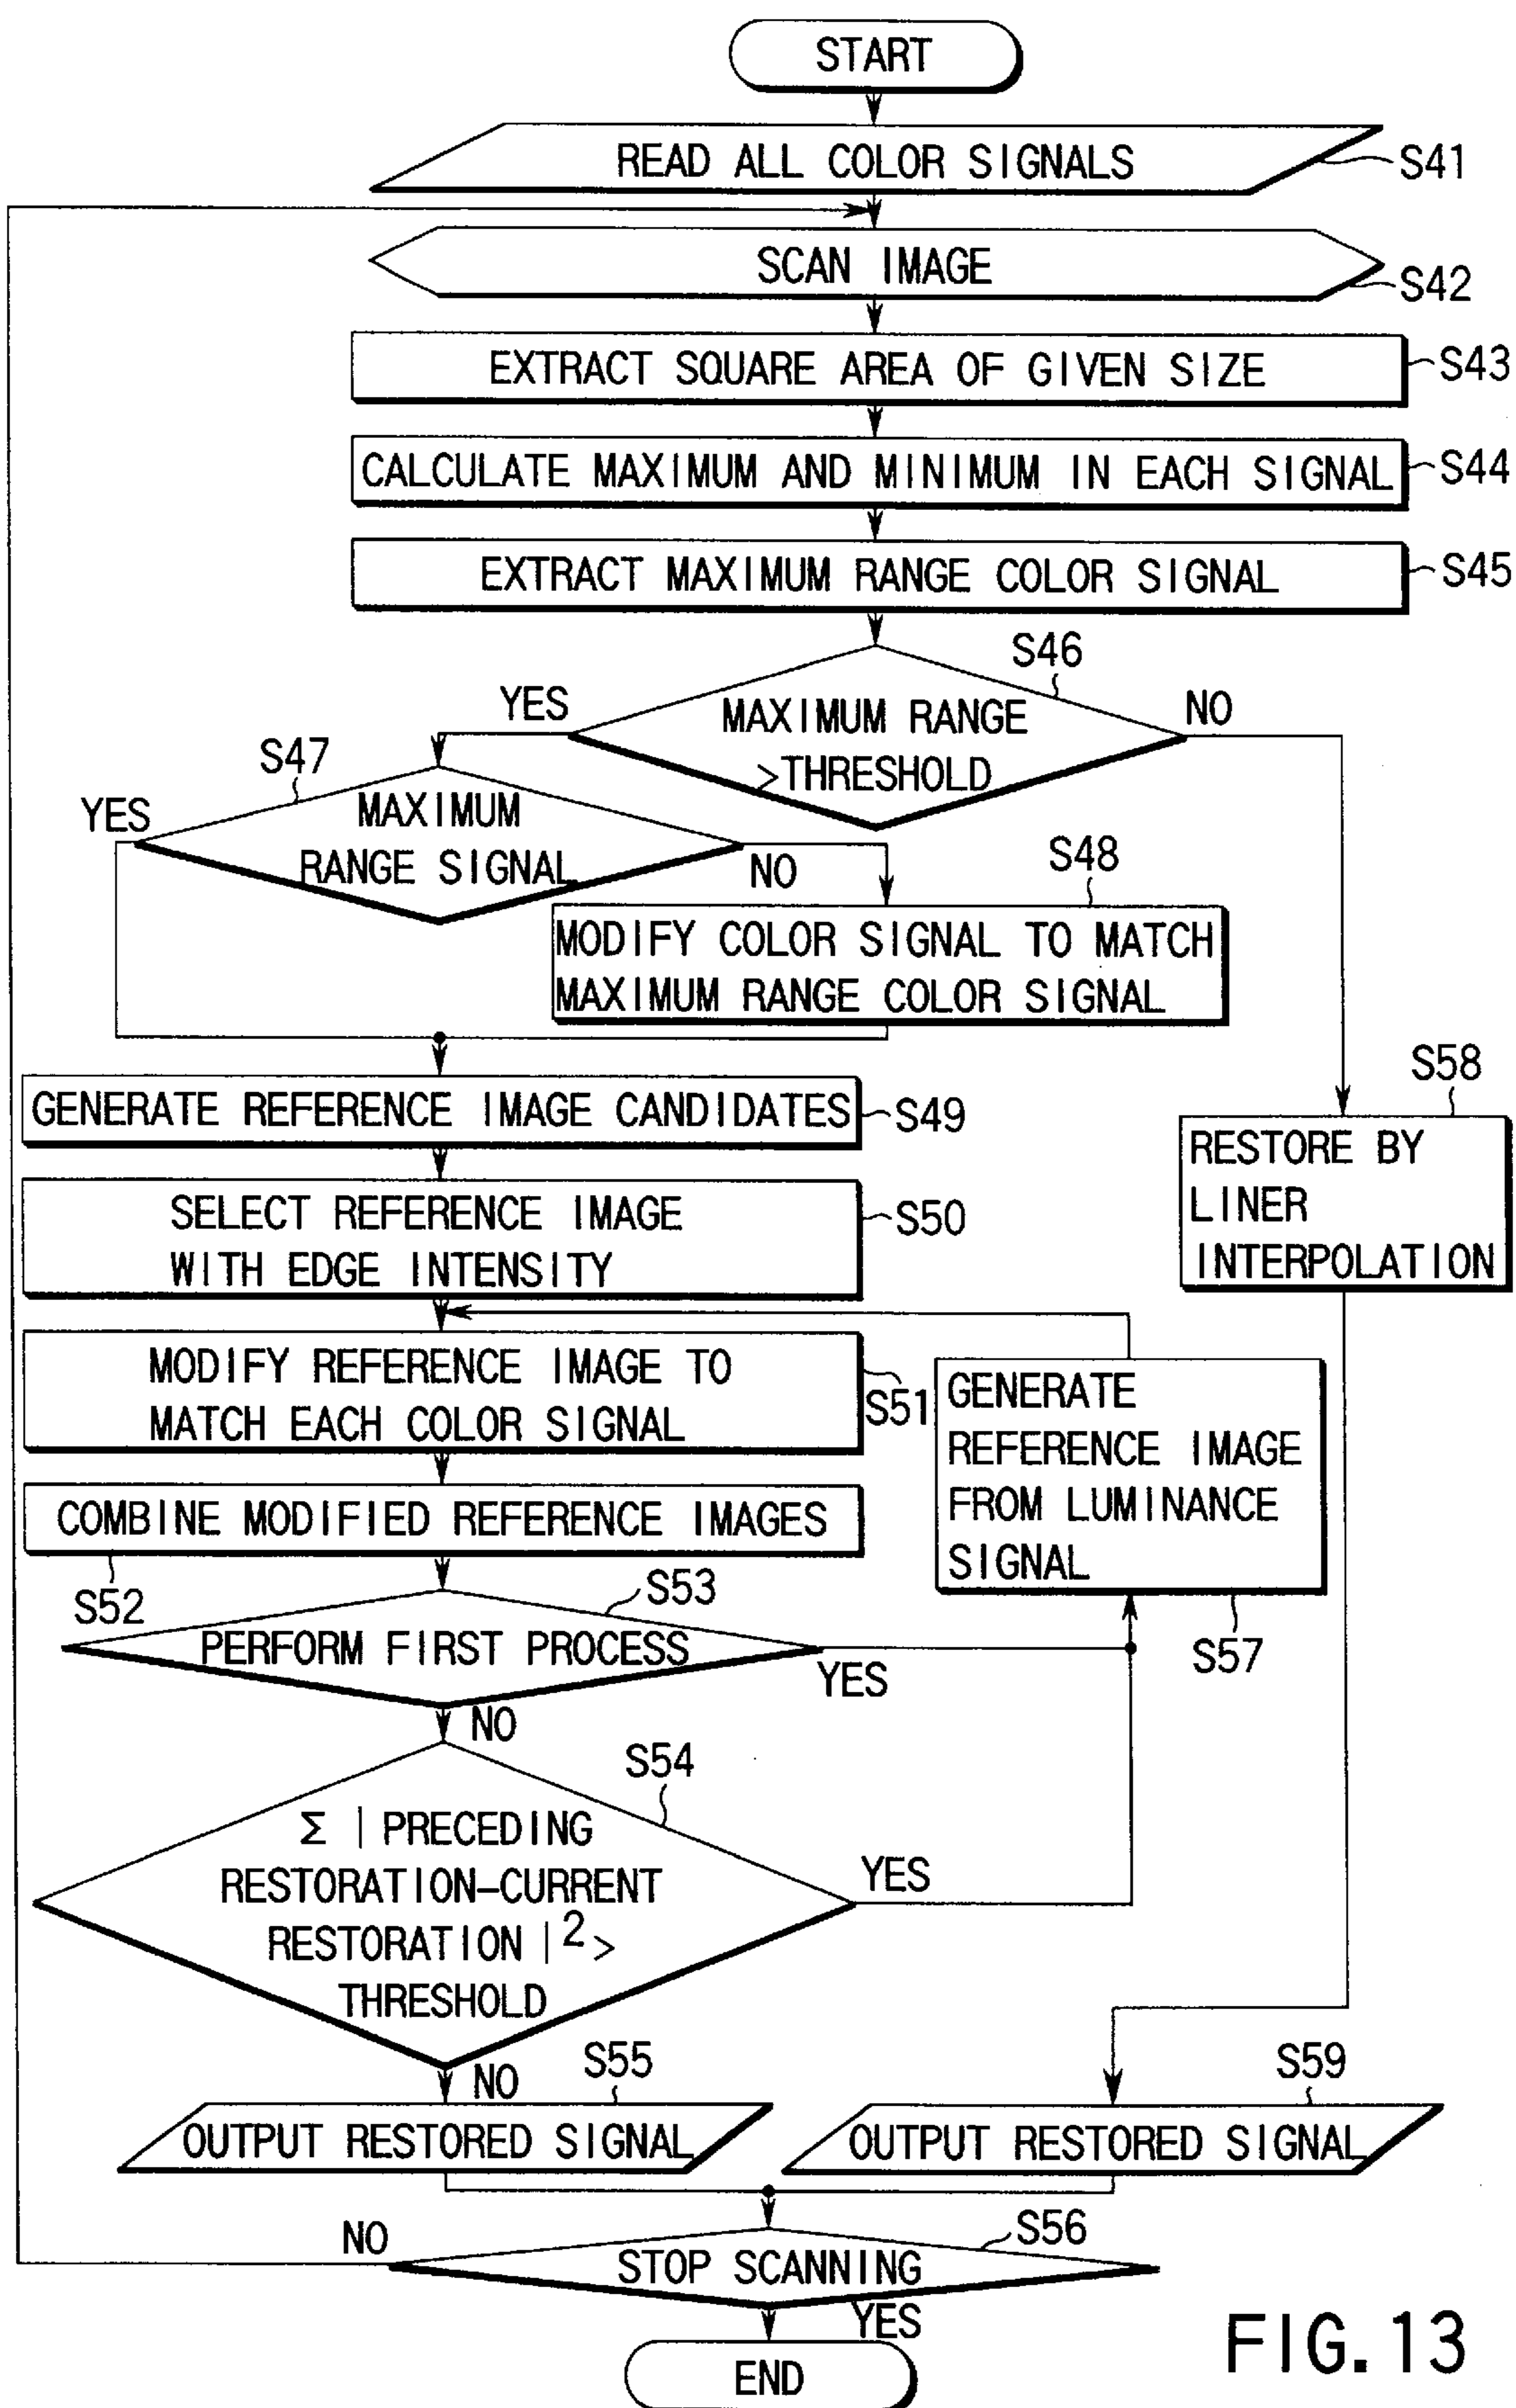 START
READ ALL COLOR SIGNALS
S41
SCAN IMAGE
S42
EXTRACT SQUARE AREA OF GIVEN SIZE
S43
CALCULATE MAXIMUM AND MINIMUM IN EACH SIGNAL
S44
EXTRACT MAXIMUM RANGE COLOR SIGNAL
S45
S46
YES
MAXIMUM RANGE
>THRESHOLD
NO
S47
YES
MAXIMUM
RANGE SIGNAL
NO
S48
MODIFY COLOR SIGNAL TO MATCH
MAXIMUM RANGE COLOR SIGNAL
GENERATE REFERENCE IMAGE CANDIDATES
S49
S58
RESTORE BY
LINER
INTERPOLATION
SELECT REFERENCE IMAGE
WITH EDGE INTENSITY
S50
MODIFY REFERENCE IMAGE TO
MATCH EACH COLOR SIGNAL
S51
GENERATE
REFERENCE IMAGE
FROM LUMINANCE
SIGNAL
S57
COMBINE MODIFIED REFERENCE IMAGES
S52
S53
PERFORM FIRST PROCESS
YES
NO
S54
Σ | PRECEDING
RESTORATION–CURRENT
RESTORATION |² >
THRESHOLD
YES
NO
S55
OUTPUT RESTORED SIGNAL
S59
OUTPUT RESTORED SIGNAL
NO
S56
STOP SCANNING
YES
END
FIG. 13